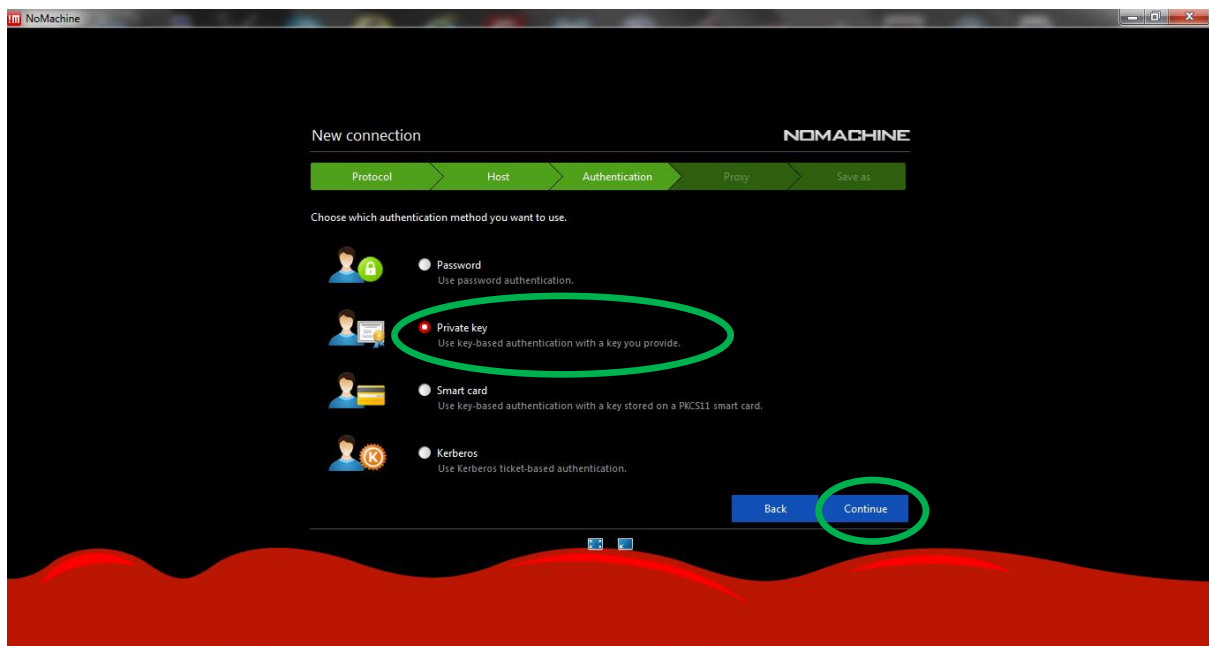 NoMachine
New connection
NOMACHINE
Protocol
Host
Authentication
Proxy
Save as
Choose which authentication method you want to use.
Password
Use password authentication.
Private key
Use key-based authentication with a key you provide.
Smart card
Use key-based authentication with a key stored on a PKCS11 smart card.
Kerberos
Use Kerberos ticket-based authentication.
Back
Continue